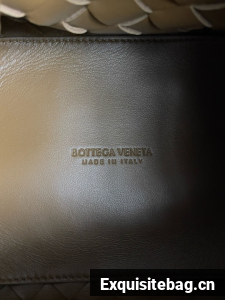 BOTTEGA VENETA
MADE IN ITALY
Exquisitebag.cn